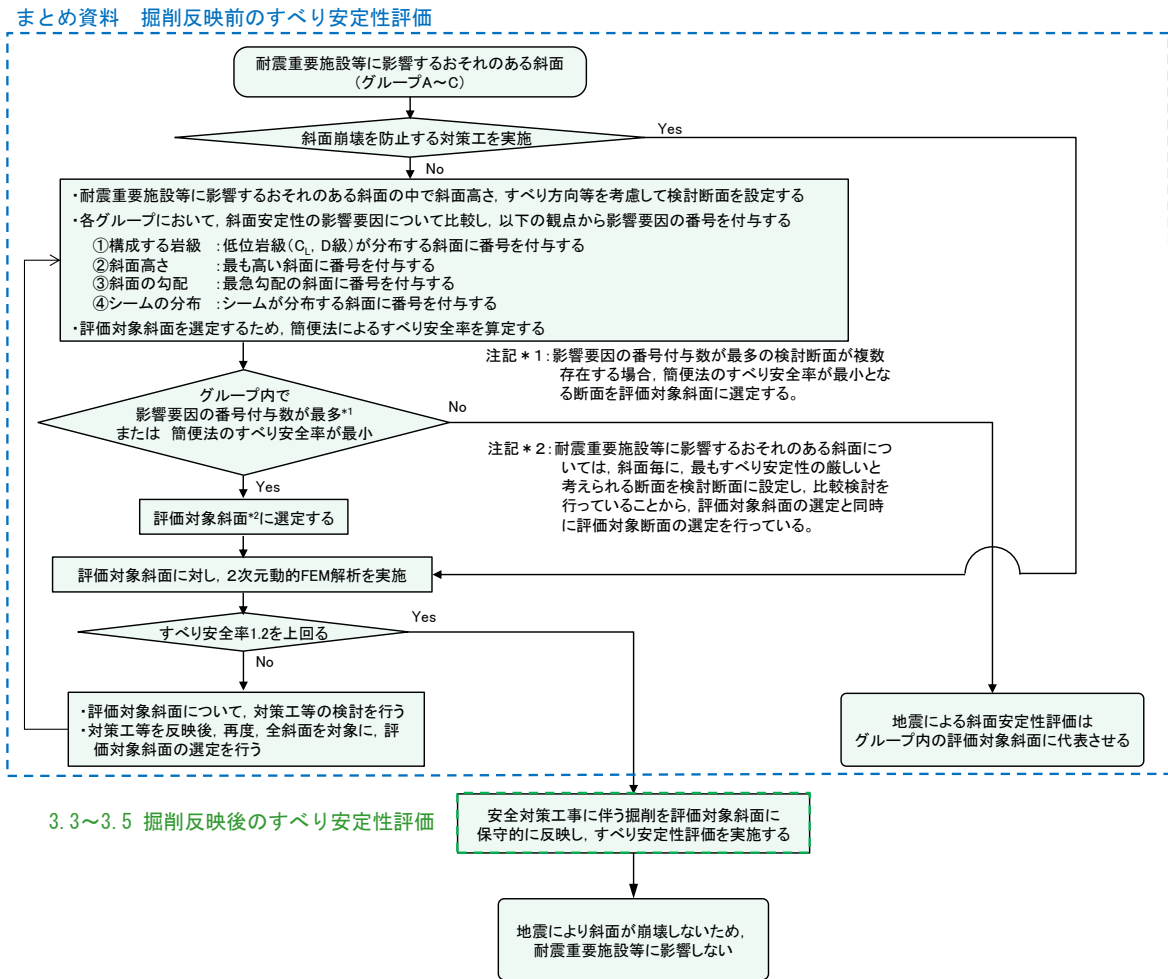 まとめ資料　掘削反映前のすべり安定性評価
耐震重要施設等に影響するおそれのある斜面
（グループA～C）
斜面崩壊を防止する対策工を実施
Yes
No
・耐震重要施設等に影響するおそれのある斜面の中で斜面高さ，すべり方向等を考慮して検討断面を設定する
・各グループにおいて，斜面安定性の影響要因について比較し，以下の観点から影響要因の番号を付与する
①構成する岩級　：低位岩級（CL，D級）が分布する斜面に番号を付与する
②斜面高さ　　　：最も高い斜面に番号を付与する
③斜面の勾配　　：最急勾配の斜面に番号を付与する
④シームの分布　：シームが分布する斜面に番号を付与する
・評価対象斜面を選定するため，簡便法によるすべり安全率を算定する
注記＊1：影響要因の番号付与数が最多の検討断面が複数
存在する場合，簡便法のすべり安全率が最小とな
る断面を評価対象斜面に選定する。
グループ内で
影響要因の番号付与数が最多*1
または　簡便法のすべり安全率が最小
No
注記＊2：耐震重要施設等に影響するおそれのある斜面につ
いては，斜面毎に，最もすべり安定性の厳しいと
考えられる断面を検討断面に設定し，比較検討を
行っていることから，評価対象斜面の選定と同時
に評価対象断面の選定を行っている。
Yes
評価対象斜面*2に選定する
評価対象斜面に対し，2次元動的FEM解析を実施
すべり安全率1.2を上回る
Yes
No
・評価対象斜面について，対策工等の検討を行う
・対策工等を反映後，再度，全斜面を対象に，評
価対象斜面の選定を行う
地震による斜面安定性評価は
グループ内の評価対象斜面に代表させる
3.3～3.5 掘削反映後のすべり安定性評価
安全対策工事に伴う掘削を評価対象斜面に
保守的に反映し，すべり安定性評価を実施する
地震により斜面が崩壊しないため，
耐震重要施設等に影響しない